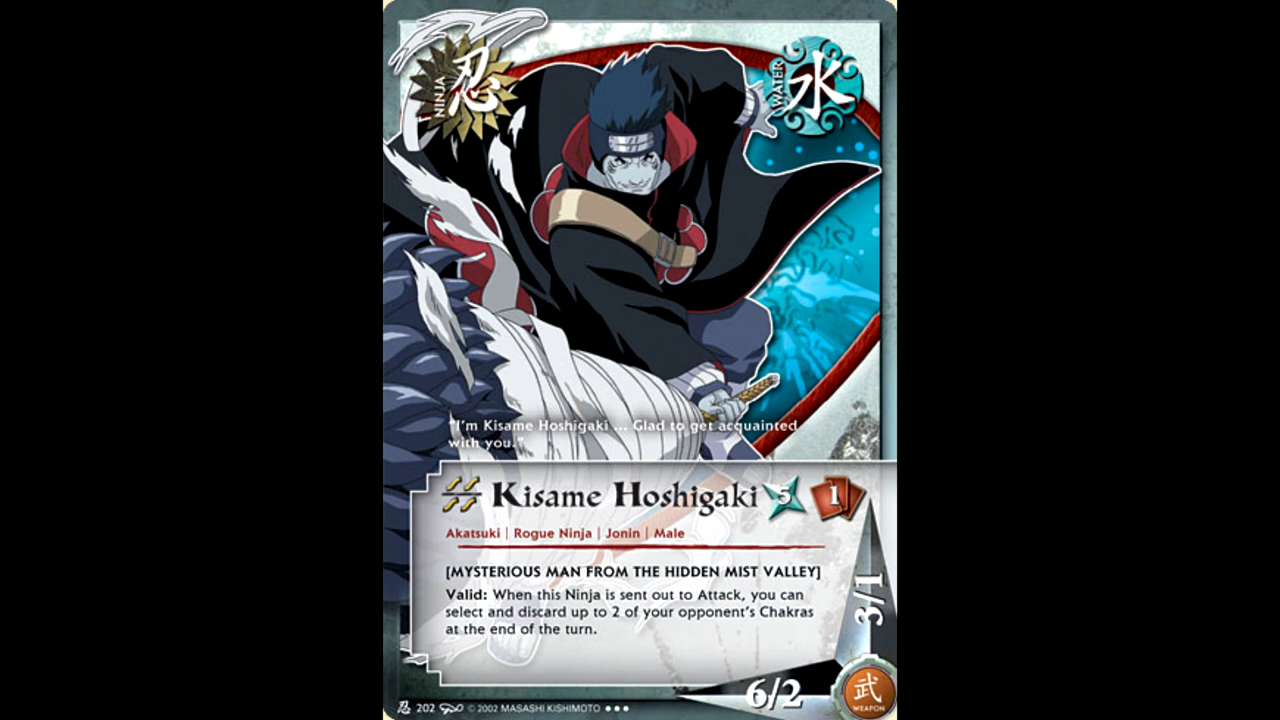 NINJA
忍
WATER
水
"I'm Kisame Hoshigaki ... Glad to get acquainted
with you."
Kisame Hoshigaki 5 1
Akatsuki | Rogue Ninja | Jonin | Male
[MYSTERIOUS MAN FROM THE HIDDEN MIST VALLEY]
Valid: When this Ninja is sent out to Attack, you can
select and discard up to 2 of your opponent's Chakras
at the end of the turn.
3/1
6/2
武
WEAPON
忍 202 © 2002 MASASHI KISHIMOTO